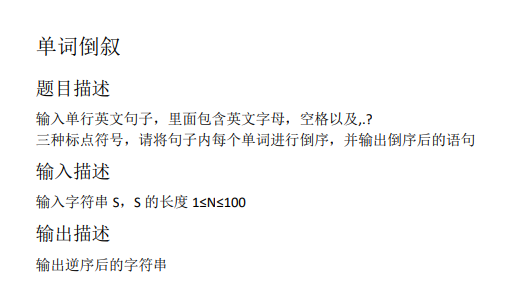 单词倒叙
题目描述
输入单行英文句子，里面包含英文字母，空格以及,.?
三种标点符号，请将句子内每个单词进行倒序，并输出倒序后的语句
输入描述
输入字符串 S，S 的长度 1≤N≤100
输出描述
输出逆序后的字符串